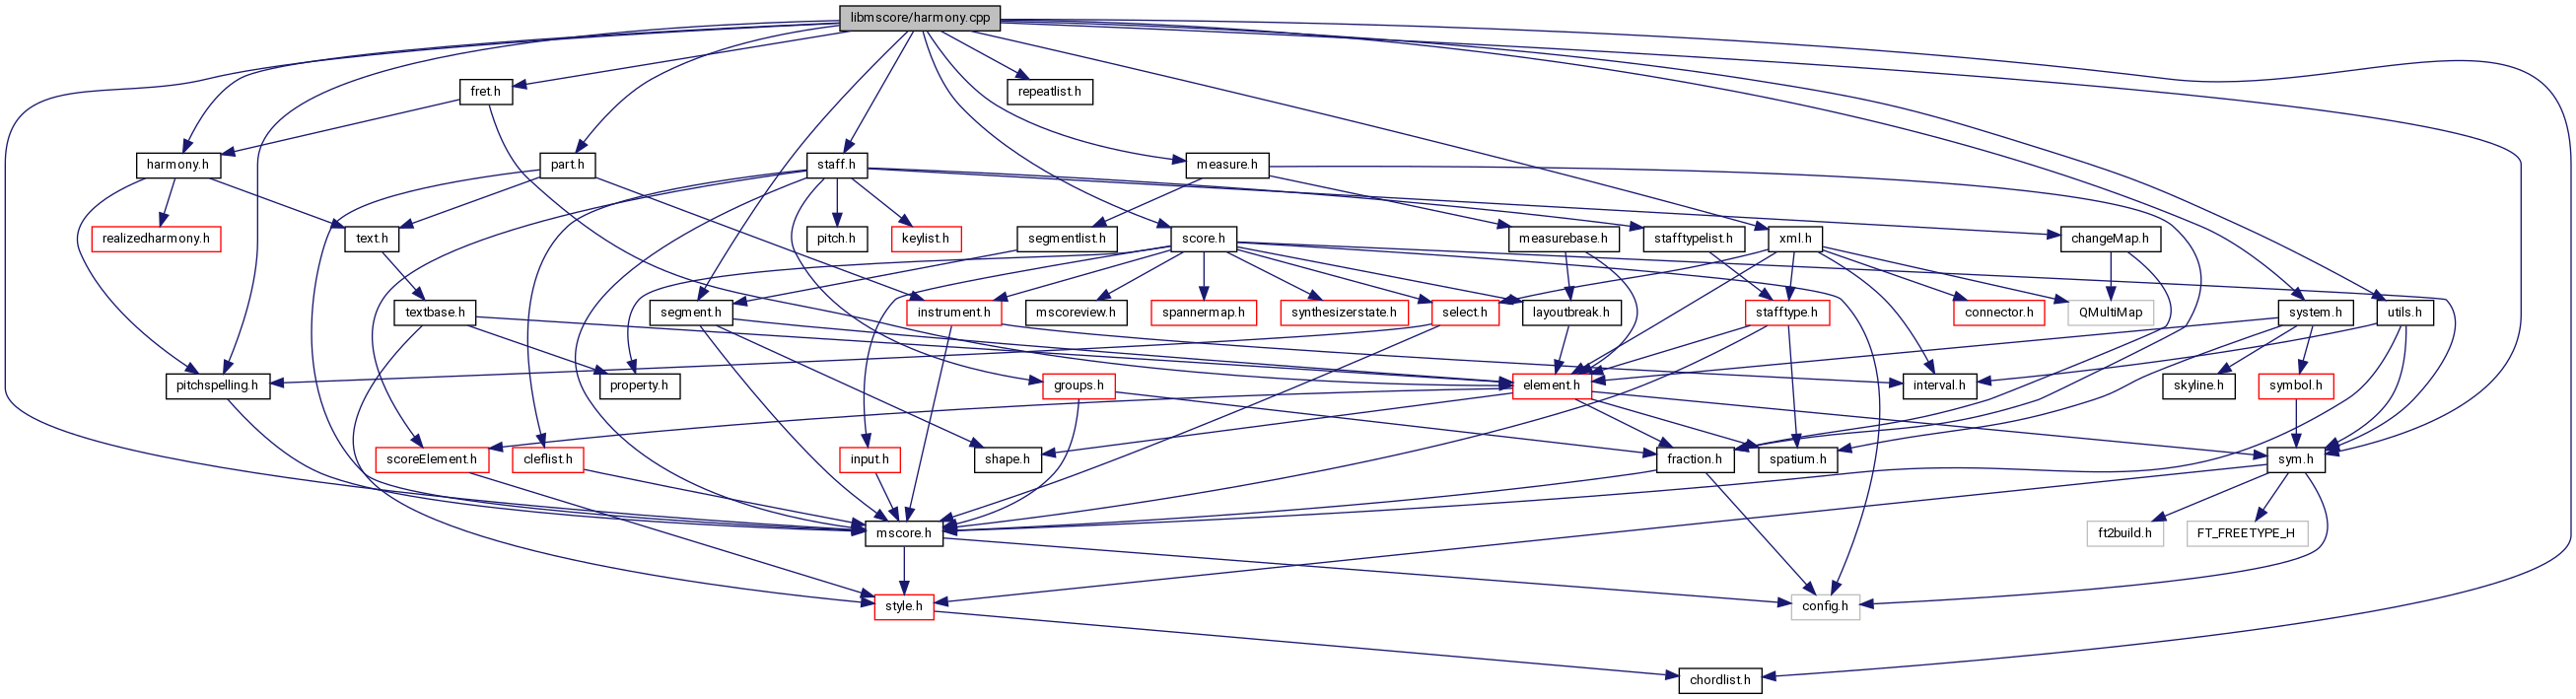 libmscore/harmony.cpp
fret.h
repeatlist.h
harmony.h
part.h
staff.h
measure.h
realizedharmony.h
text.h
pitch.h
keylist.h
segmentlist.h
score.h
measurebase.h
stafftypelist.h
xml.h
changeMap.h
textbase.h
segment.h
instrument.h
mscoreview.h
spannermap.h
synthesizerstate.h
select.h
layoutbreak.h
stafftype.h
connector.h
QMultiMap
system.h
utils.h
pitchspelling.h
property.h
groups.h
element.h
interval.h
skyline.h
symbol.h
scoreElement.h
cleflist.h
input.h
shape.h
fraction.h
spatium.h
sym.h
mscore.h
ft2build.h
FT_FREETYPE_H
style.h
config.h
chordlist.h